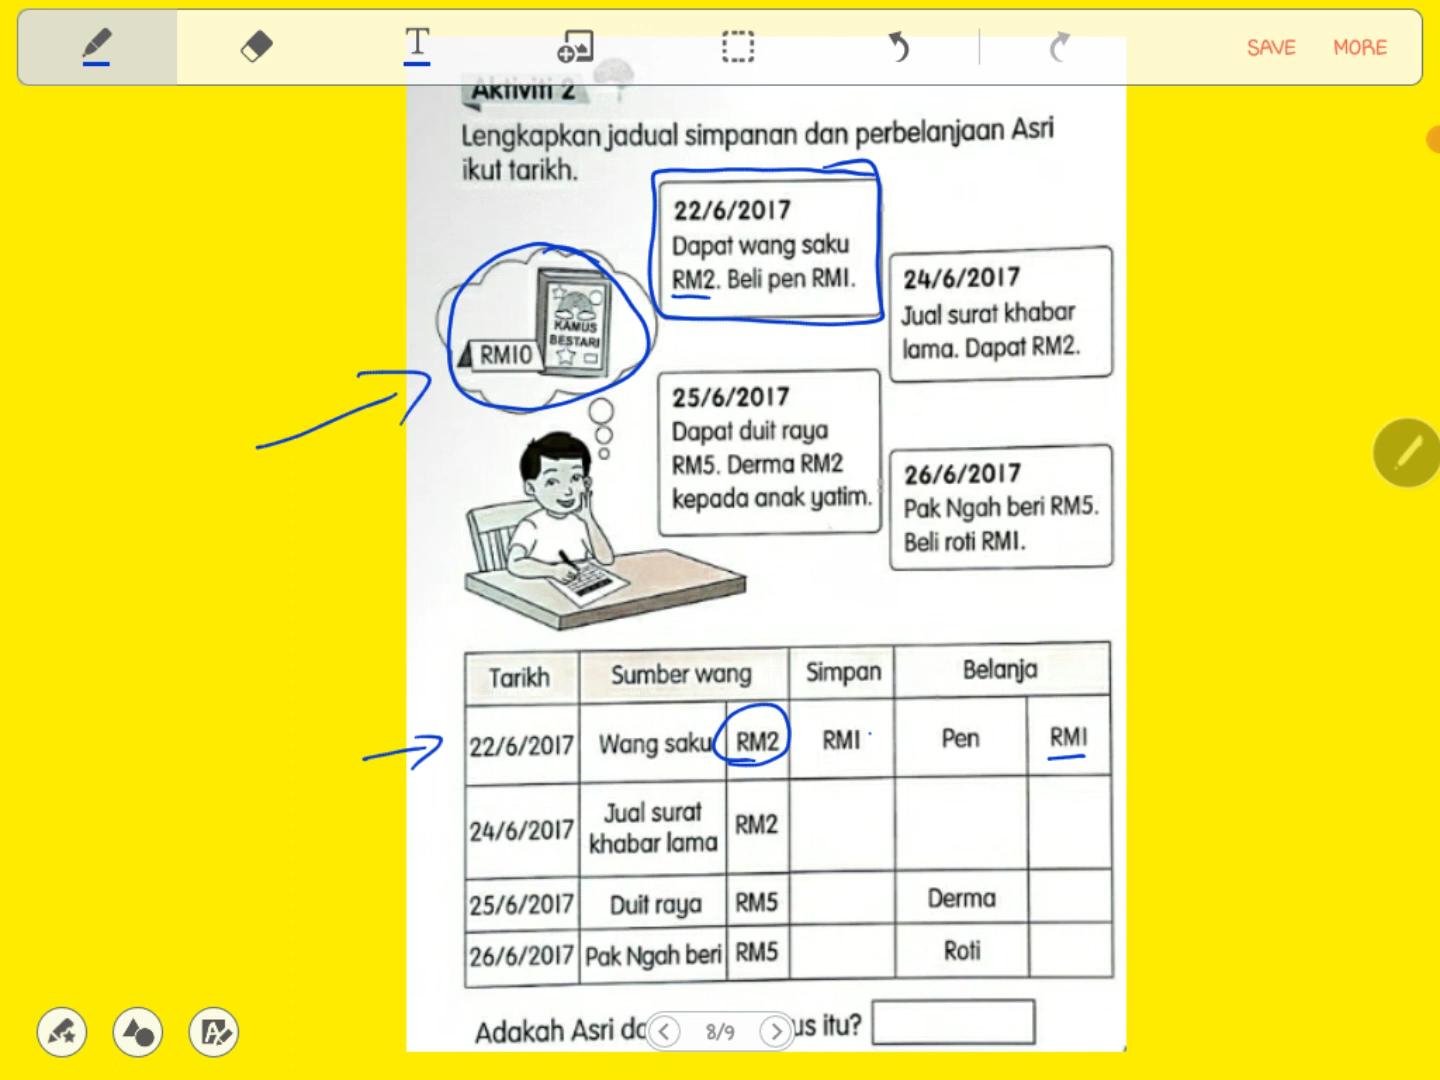 T
SAVE
MORE
Aktiviti 2
Lengkapkan jadual simpanan dan perbelanjaan Asri
ikut tarikh.
22/6/2017
Dapat wang saku
RM2. Beli pen RM1.
24/6/2017
Jual surat khabar
lama. Dapat RM2.
KAMUS
BESTARI
RM10
25/6/2017
Dapat duit raya
RM5. Derma RM2
kepada anak yatim.
26/6/2017
Pak Ngah beri RM5.
Beli roti RM1.
Tarikh Sumber wang Simpan Belanja
22/6/2017 Wang saku RM2 RM1 Pen RM1
24/6/2017 Jual surat khabar lama RM2
25/6/2017 Duit raya RM5 Derma
26/6/2017 Pak Ngah beri RM5 Roti
Adakah Asri itu?
8/9
A